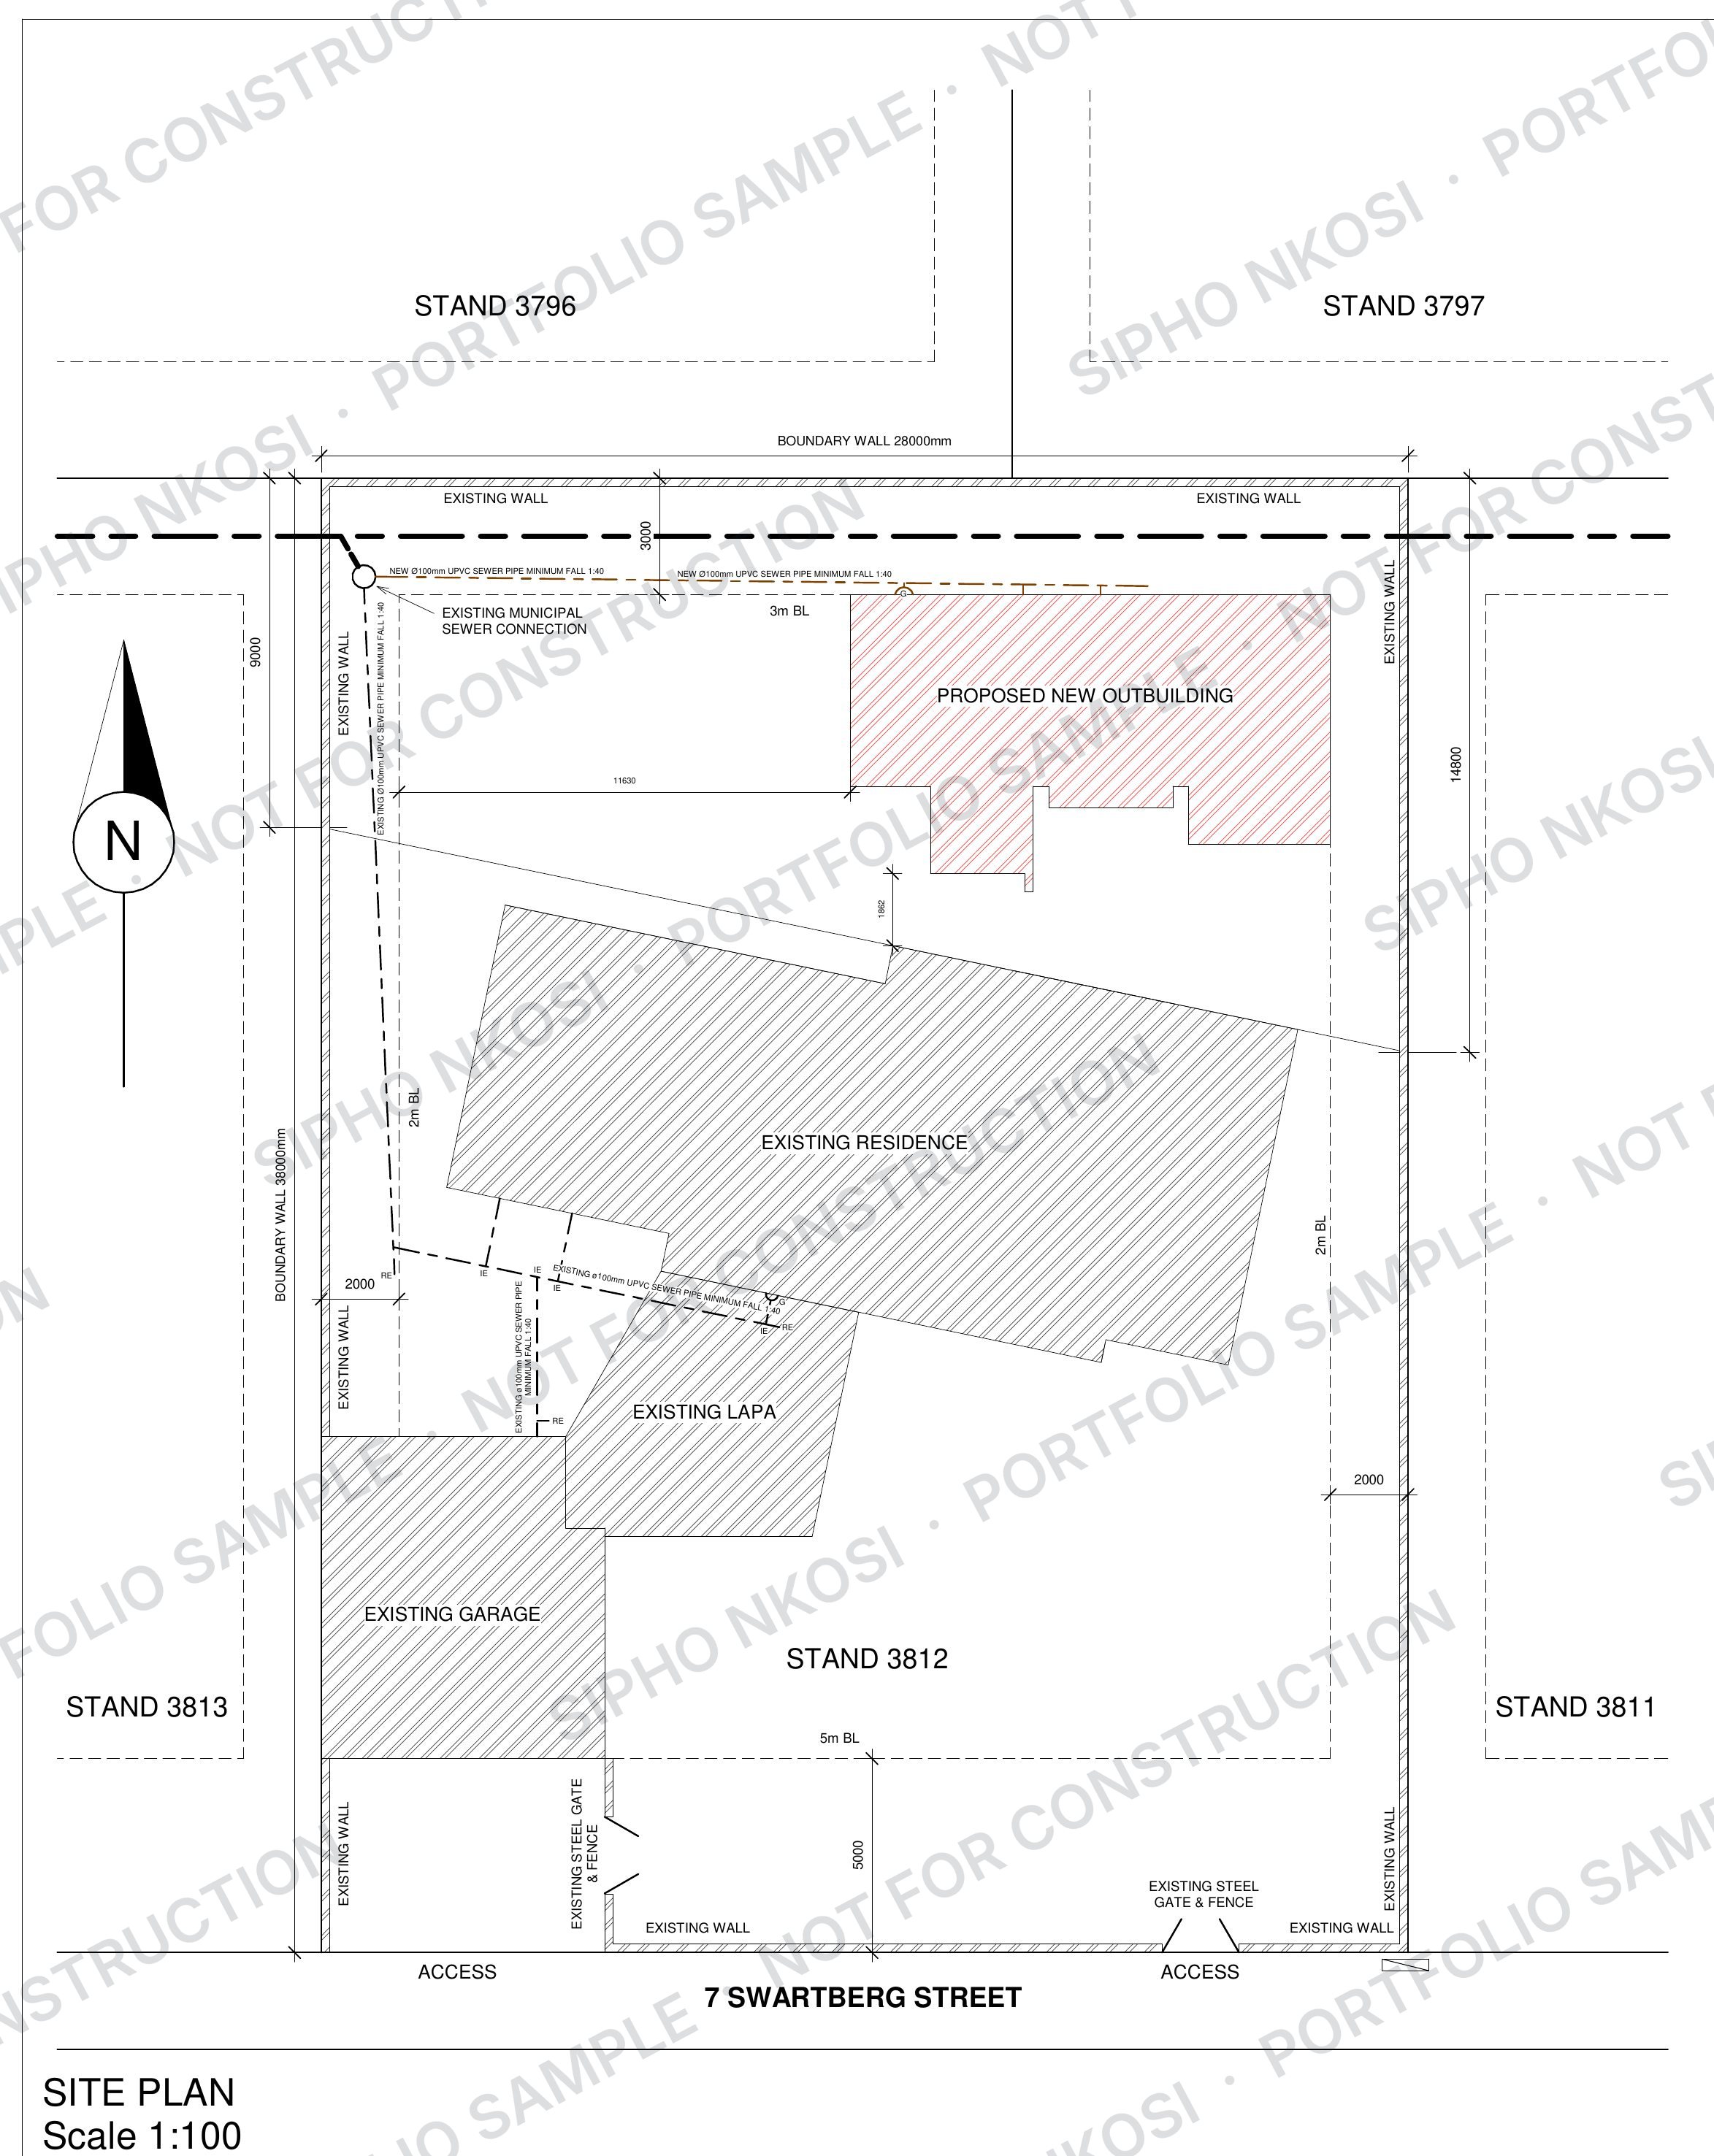 STAND 3796
STAND 3797
BOUNDARY WALL 28000mm
EXISTING WALL
EXISTING WALL
3000
NEW Ø100mm UPVC SEWER PIPE MINIMUM FALL 1:40
NEW Ø100mm UPVC SEWER PIPE MINIMUM FALL 1:40
G
EXISTING MUNICIPAL
SEWER CONNECTION
3m BL
EXISTING WALL
EXISTING Ø100mm UPVC SEWER PIPE MINIMUM FALL 1:40
EXISTING WALL
9000
PROPOSED NEW OUTBUILDING
14800
11630
N
1862
2m BL
EXISTING RESIDENCE
BOUNDARY WALL 38000mm
2m BL
RE
2000
IE
IE
IE
EXISTING ø100mm UPVC SEWER PIPE MINIMUM FALL 1:40
G
IE
RE
EXISTING WALL
EXISTING ø100mm UPVC SEWER PIPE
MINIMUM FALL 1:40
RE
EXISTING LAPA
2000
EXISTING GARAGE
STAND 3812
STAND 3813
STAND 3811
5m BL
EXISTING WALL
EXISTING STEEL GATE
& FENCE
5000
EXISTING WALL
EXISTING STEEL
GATE & FENCE
EXISTING WALL
EXISTING WALL
ACCESS
ACCESS
7 SWARTBERG STREET
SITE PLAN
Scale 1:100
SIPHO NKOSI · PORTFOLIO SAMPLE · NOT FOR CONSTRUCTION